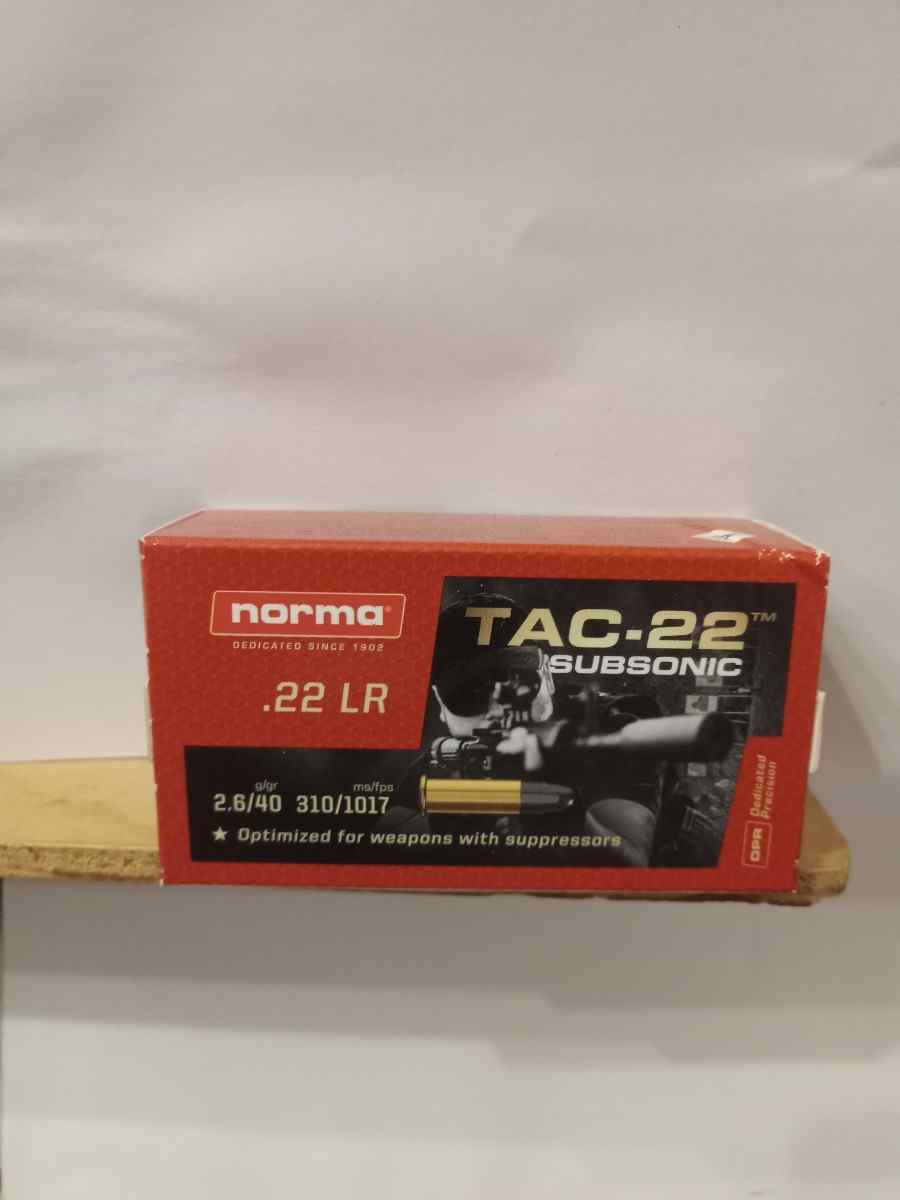 norma
DEDICATED SINCE 1902
.22 LR
TAC-22™
SUBSONIC
g/gr ms/fps
2.6/40 310/1017
★ Optimized for weapons with suppressors
DPR Dedicated
Precision